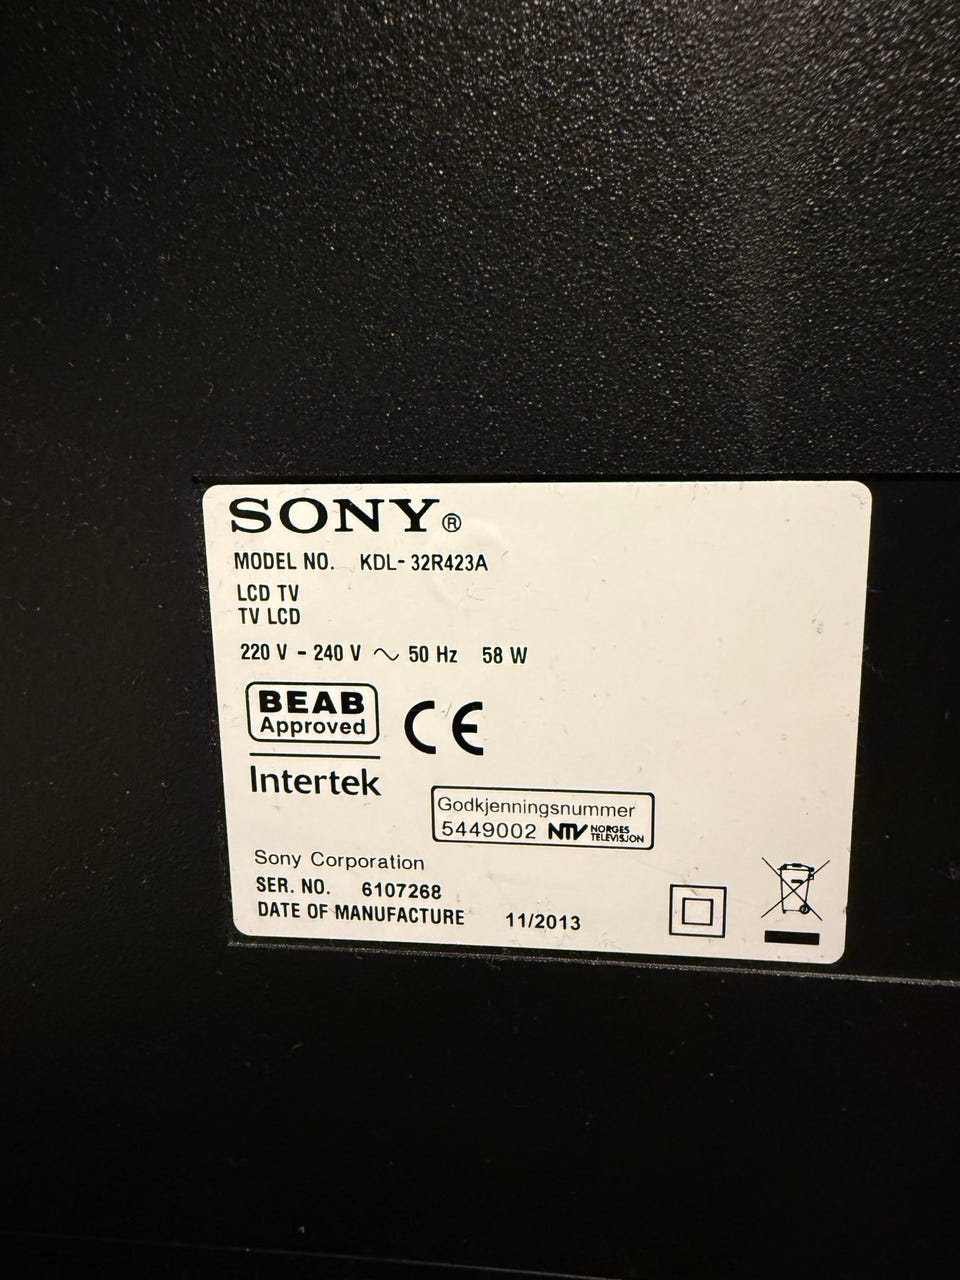 SONY®
MODEL NO. KDL-32R423A
LCD TV
TV LCD
220 V - 240 V ~ 50 Hz 58 W
BEAB
Approved
CE
Intertek
Godkjenningsnummer
5449002 NTV NORGES
TELEVISJON
Sony Corporation
SER. NO. 6107268
DATE OF MANUFACTURE 11/2013